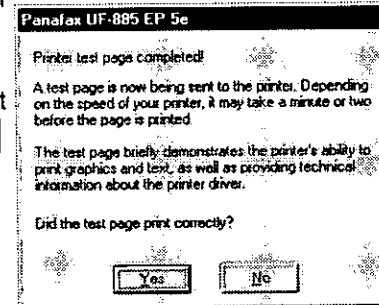 Panafax UF-885 EP 5e
Printer test page completed!
A test page is now being sent to the printer. Depending
on the speed of your printer, it may take a minute or two
before the page is printed.
The test page briefly demonstrates the printer's ability to
print graphics and text, as well as providing technical
information about the printer driver.
Did the test page print correctly?
Yes
No